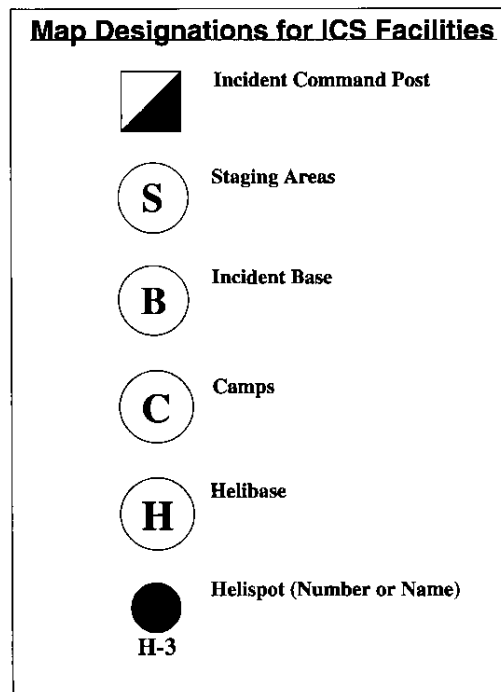 Map Designations for ICS Facilities
Incident Command Post
S Staging Areas
B Incident Base
C Camps
H Helibase
Helispot (Number or Name)
H-3